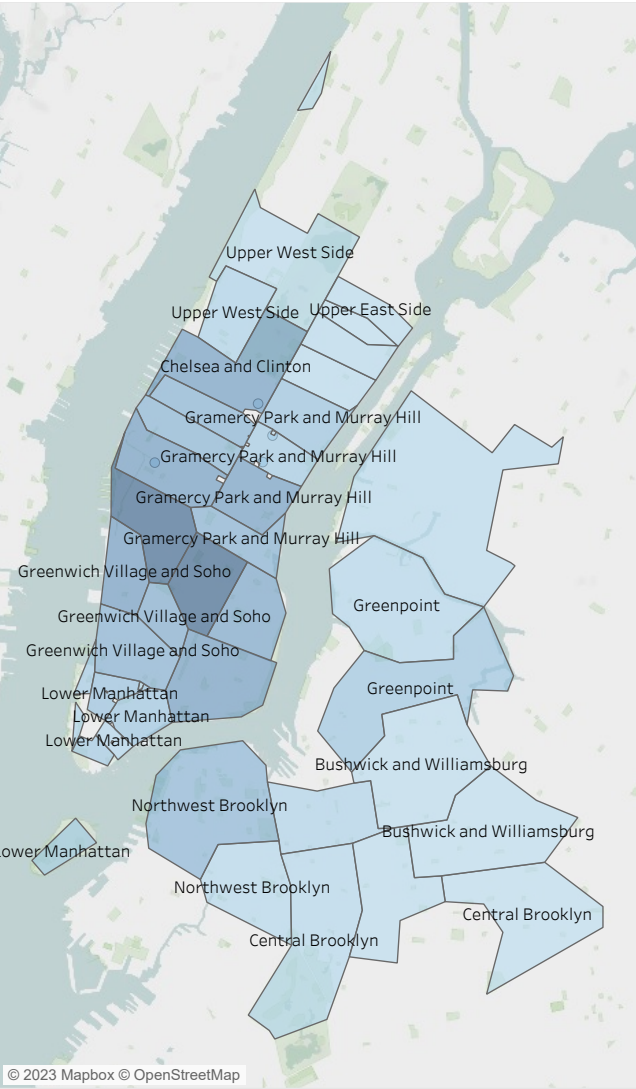 Upper West Side
Upper West Side
Upper East Side
Chelsea and Clinton
Gramercy Park and Murray Hill
Gramercy Park and Murray Hill
Gramercy Park and Murray Hill
Gramercy Park and Murray Hill
Greenwich Village and Soho
Greenpoint
Greenwich Village and Soho
Greenwich Village and Soho
Greenpoint
Lower Manhattan
Lower Manhattan
Lower Manhattan
Bushwick and Williamsburg
Northwest Brooklyn
Bushwick and Williamsburg
Lower Manhattan
Northwest Brooklyn
Central Brooklyn
Central Brooklyn
© 2023 Mapbox © OpenStreetMap